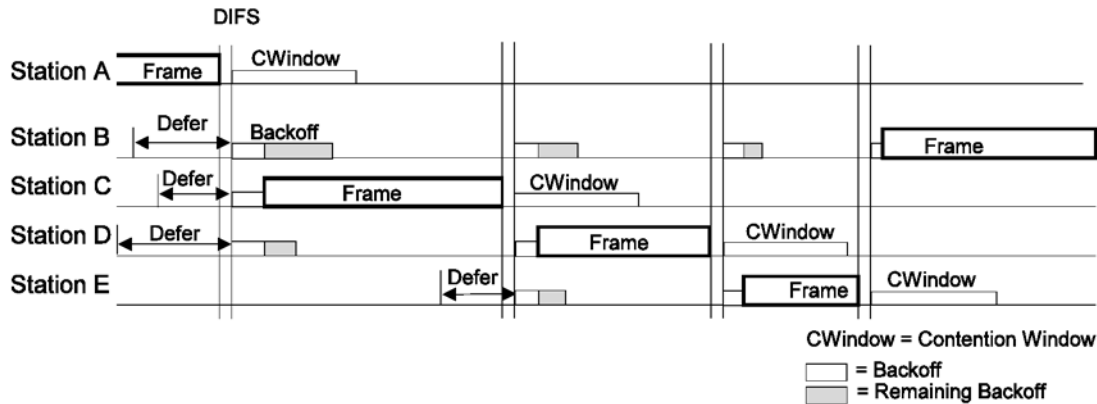 DIFS
Station A
Frame
CWindow
Station B
Defer
Backoff
Frame
Station C
Defer
Frame
CWindow
Station D
Defer
Frame
CWindow
Station E
Defer
Frame
CWindow
CWindow = Contention Window
= Backoff
= Remaining Backoff